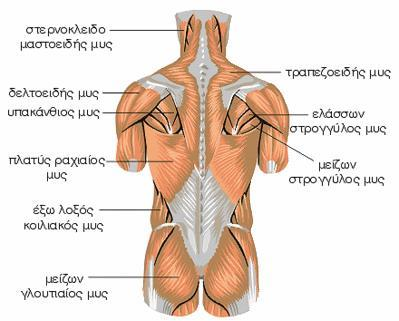 στερνοκλειδο
μαστοειδής μυς
δελτοειδής μυς
υπακάνθιος μυς
πλατύς ραχιαίος
μυς
έξω λοξός
κοιλιακός μυς
μείζων
γλουτιαίος μυς
τραπεζοειδής μυς
ελάσσων
στρογγύλος μυς
μείζων
στρογγύλος μυς